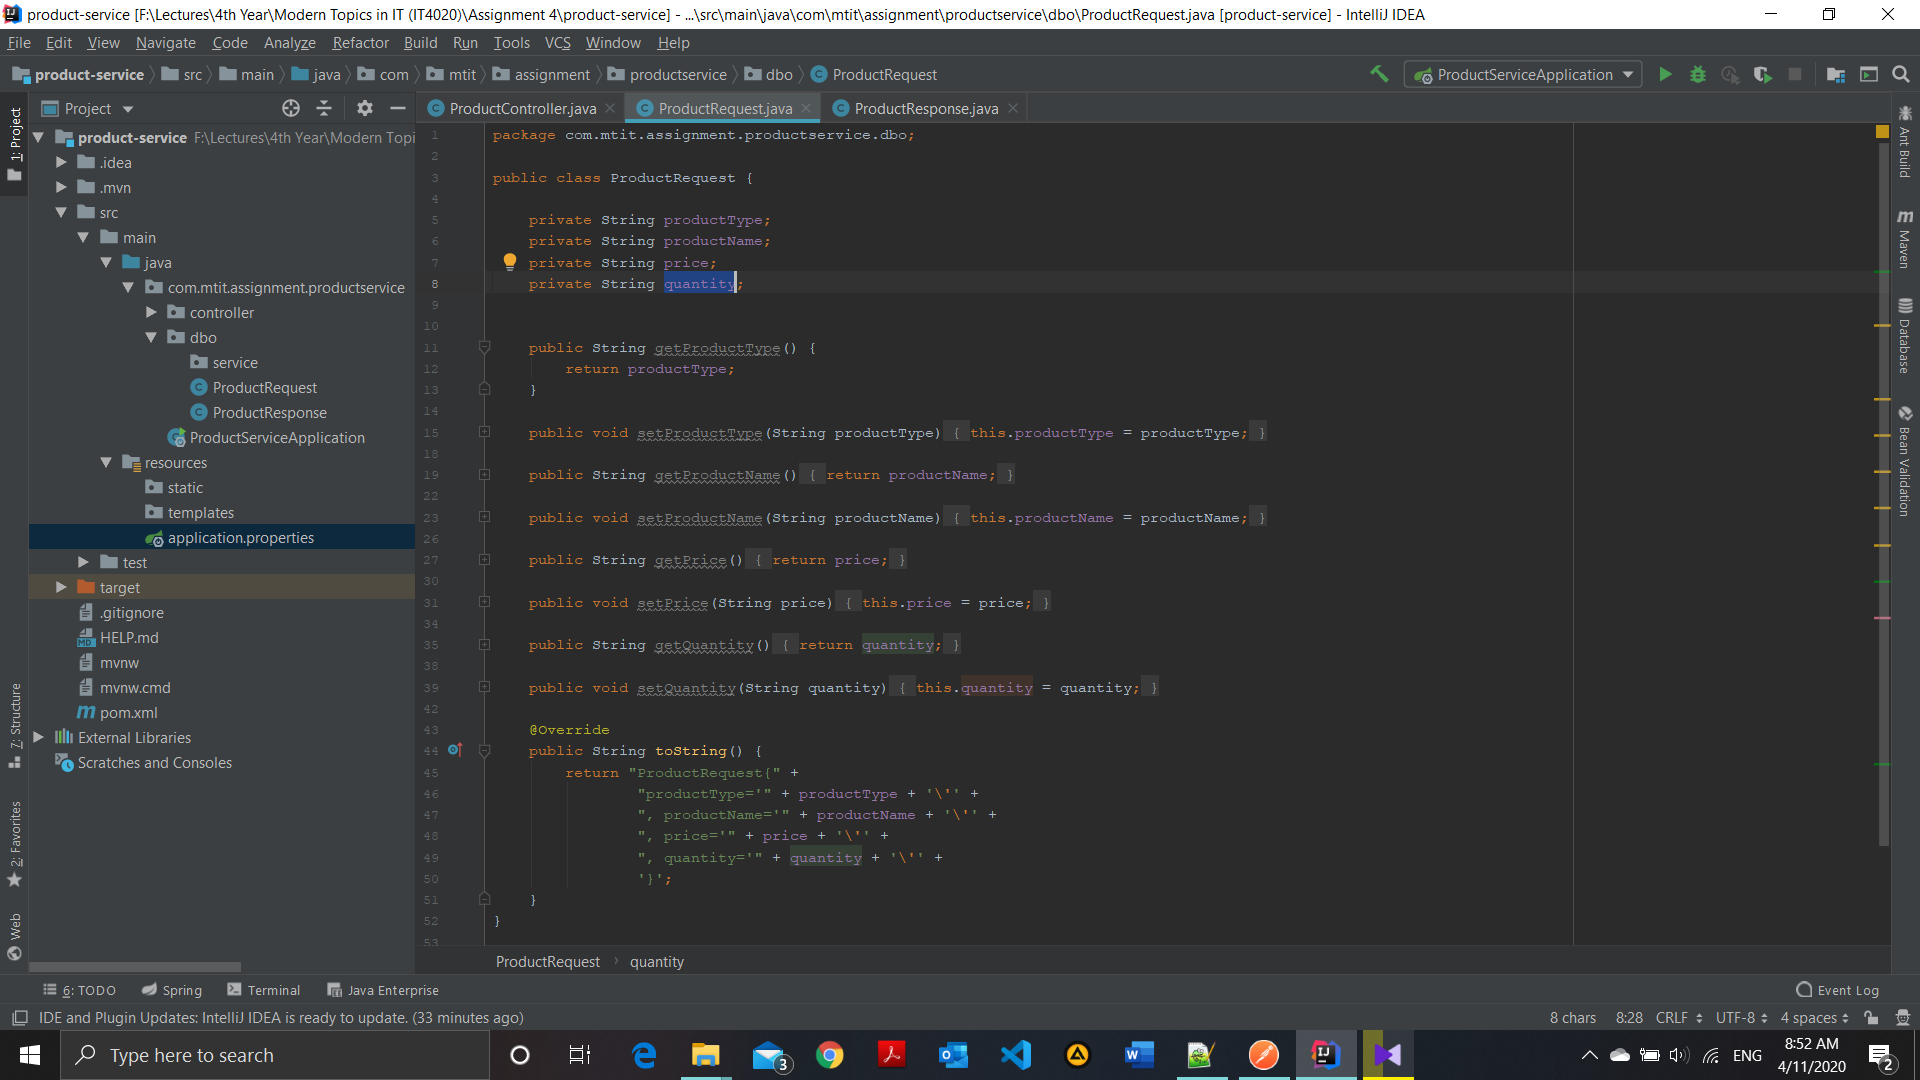 product-service [F:\Lectures\4th Year\Modern Topics in IT (IT4020)\Assignment 4\product-service] - ...\src\main\java\com\mtit\assignment\productservice\dbo\ProductRequest.java [product-service] - IntelliJ IDEA
File Edit View Navigate Code Analyze Refactor Build Run Tools VCS Window Help
product-service src main java com mtit assignment productservice dbo ProductRequest ProductServiceApplication
Project
ProductController.java ProductRequest.java ProductResponse.java
1: Project
7: Structure
2: Favorites
Web
product-service F:\Lectures\4th Year\Modern Topi
.idea
.mvn
src
main
java
com.mtit.assignment.productservice
controller
dbo
service
ProductRequest
ProductResponse
ProductServiceApplication
resources
static
templates
application.properties
test
target
.gitignore
HELP.md
mvnw
mvnw.cmd
pom.xml
External Libraries
Scratches and Consoles
1 package com.mtit.assignment.productservice.dbo;
2
3 public class ProductRequest {
4
5 private String productType;
6 private String productName;
7 private String price;
8 private String quantity;
9
10
11 public String getProductType() {
12 return productType;
13 }
14
15 public void setProductType(String productType) { this.productType = productType; }
18
19 public String getProductName() { return productName; }
22
23 public void setProductName(String productName) { this.productName = productName; }
26
27 public String getPrice() { return price; }
30
31 public void setPrice(String price) { this.price = price; }
34
35 public String getQuantity() { return quantity; }
38
39 public void setQuantity(String quantity) { this.quantity = quantity; }
42
43 @Override
44 public String toString() {
45 return "ProductRequest{" +
46 "productType='" + productType + '\'' +
47 ", productName='" + productName + '\'' +
48 ", price='" + price + '\'' +
49 ", quantity='" + quantity + '\'' +
50 '}';
51 }
52 }
53
Ant Build
Maven
Database
Bean Validation
ProductRequest quantity
6: TODO Spring Terminal Java Enterprise Event Log
IDE and Plugin Updates: IntelliJ IDEA is ready to update. (33 minutes ago) 8 chars 8:28 CRLF UTF-8 4 spaces
Type here to search 3 ENG 8:52 AM
4/11/2020 2